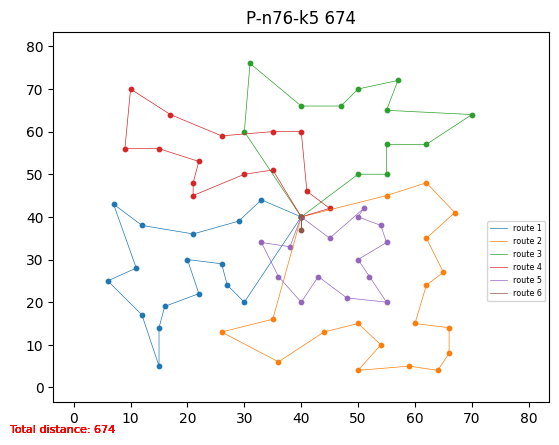 P-n76-k5 674
80
70
60
50
40
30
20
10
0
route 1
route 2
route 3
route 4
route 5
route 6
0 10 20 30 40 50 60 70 80
Total distance: 674